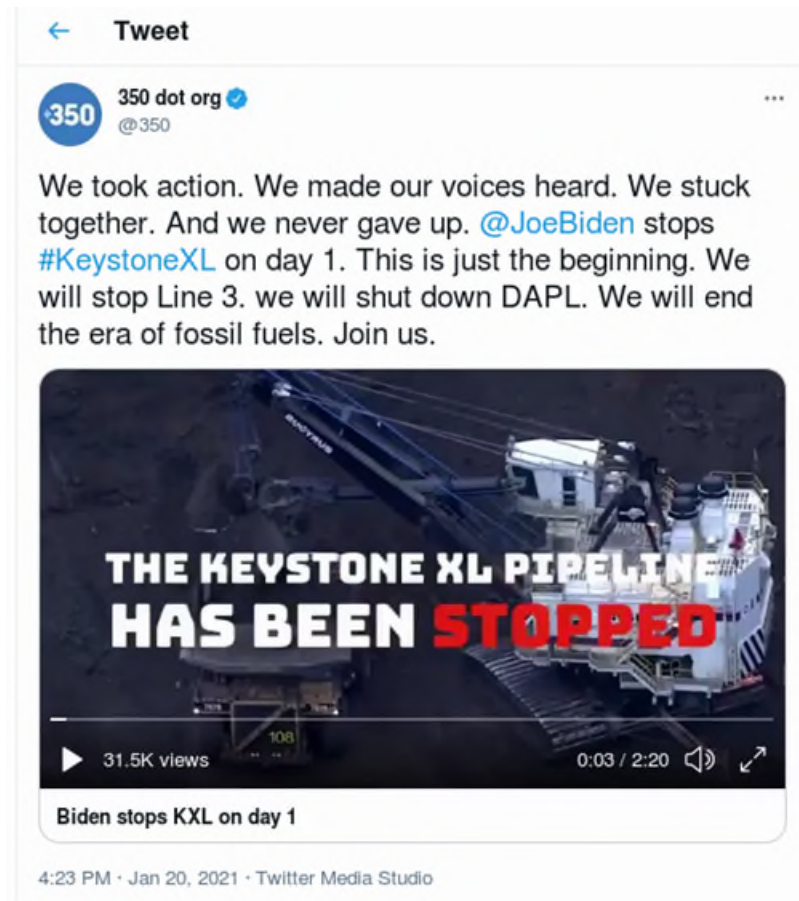 Tweet
350
350 dot org
@350
We took action. We made our voices heard. We stuck
together. And we never gave up. @JoeBiden stops
#KeystoneXL on day 1. This is just the beginning. We
will stop Line 3. we will shut down DAPL. We will end
the era of fossil fuels. Join us.
BUCYRUS
THE KEYSTONE XL PIPELINE
HAS BEEN STOPPED
108
31.5K views
0:03 / 2:20
Biden stops KXL on day 1
4:23 PM · Jan 20, 2021 · Twitter Media Studio